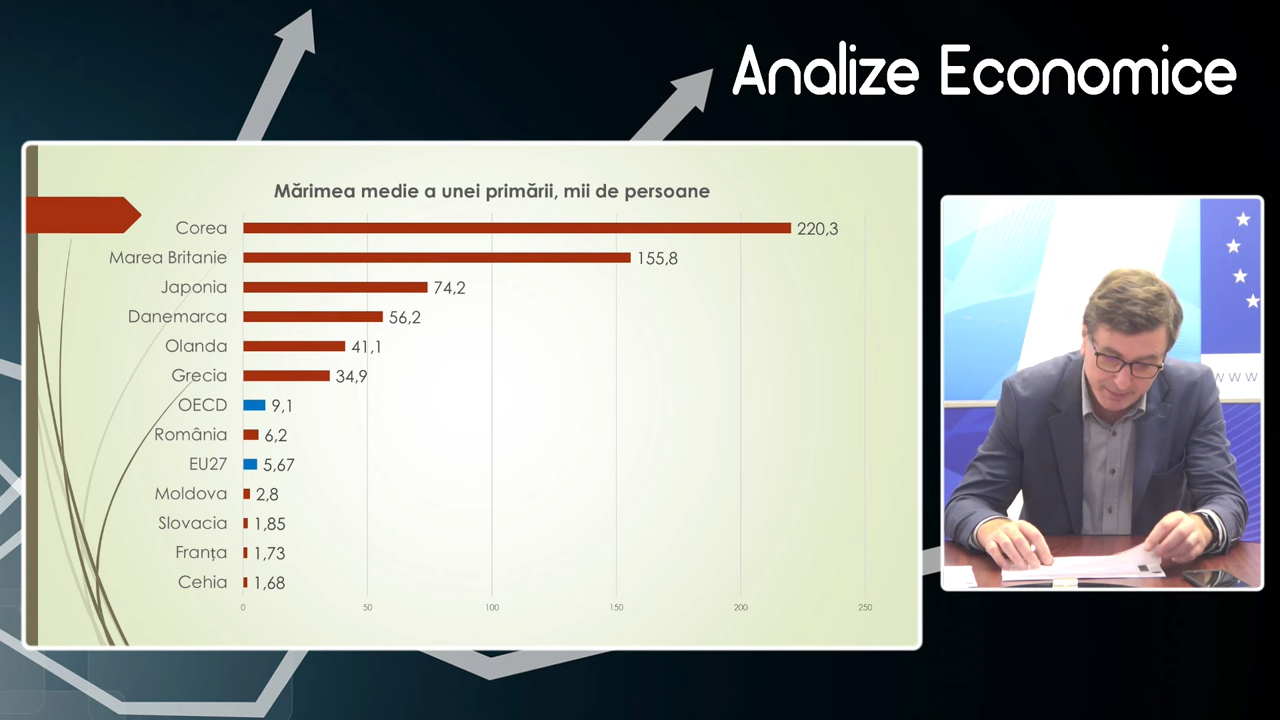 Analize Economice
Mărimea medie a unei primării, mii de persoane
Corea 220,3
Marea Britanie 155,8
Japonia 74,2
Danemarca 56,2
Olanda 41,1
Grecia 34,9
OECD 9,1
România 6,2
EU27 5,67
Moldova 2,8
Slovacia 1,85
Franța 1,73
Cehia 1,68
0 50 100 150 200 250
WWW